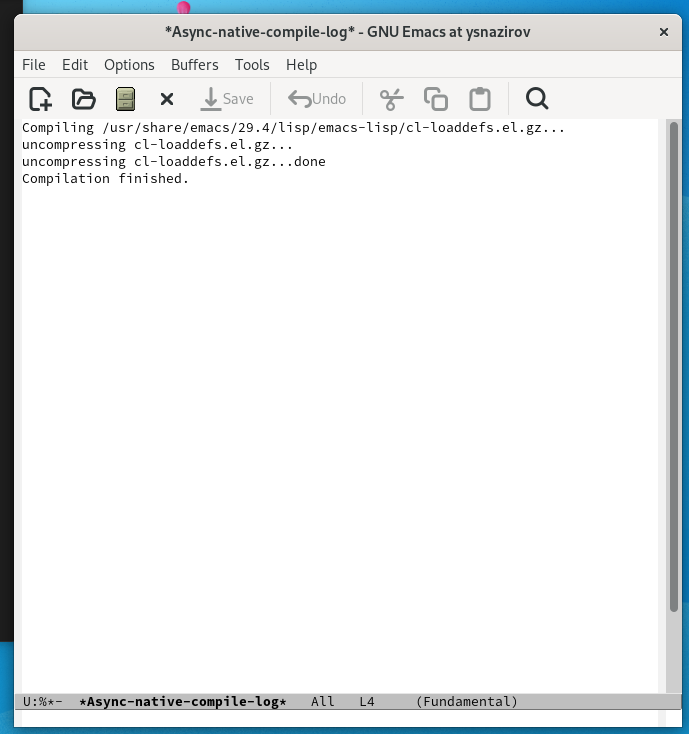 *Async-native-compile-log* - GNU Emacs at ysnazirov
File Edit Options Buffers Tools Help
Save Undo
Compiling /usr/share/emacs/29.4/lisp/emacs-lisp/cl-loaddefs.el.gz...
uncompressing cl-loaddefs.el.gz...
uncompressing cl-loaddefs.el.gz...done
Compilation finished.
U:%*- *Async-native-compile-log* All L4 (Fundamental)